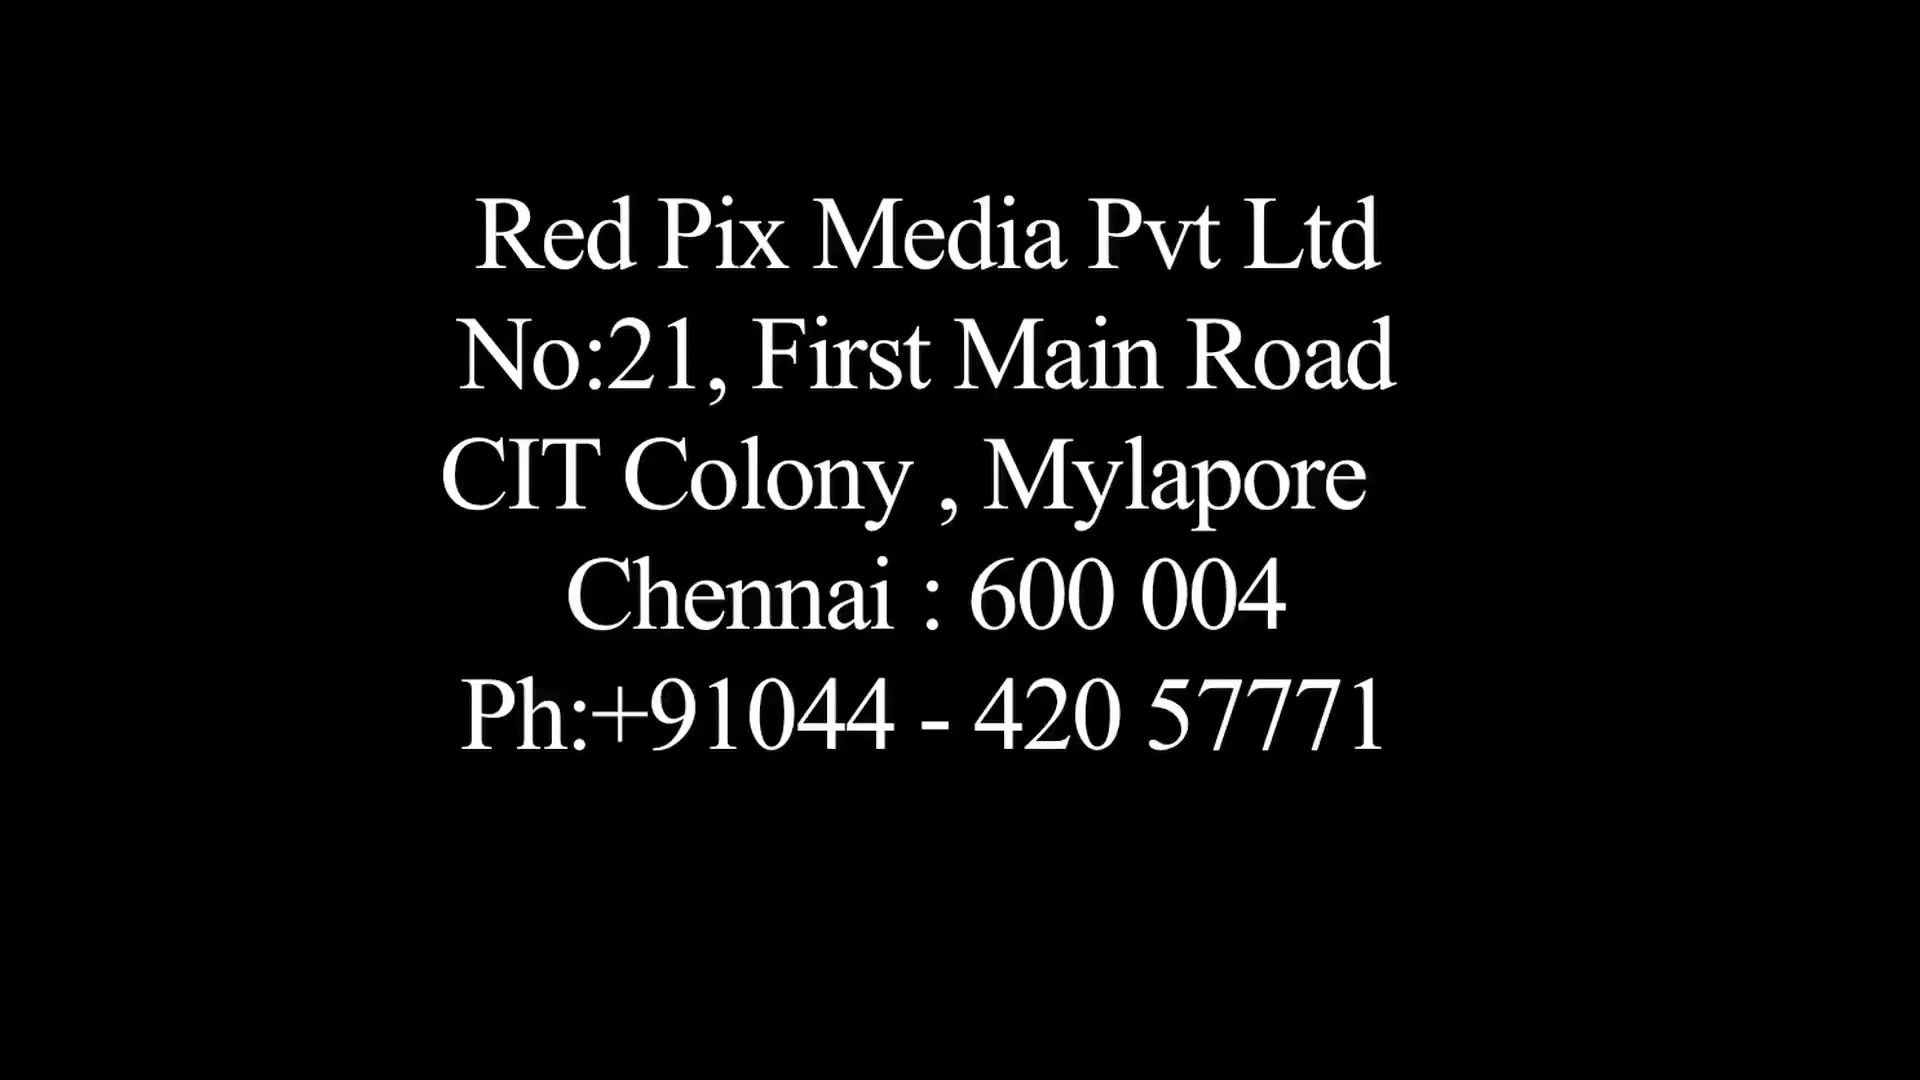 Red Pix Media Pvt Ltd
No:21, First Main Road
CIT Colony , Mylapore
Chennai : 600 004
Ph:+91044 - 420 57771